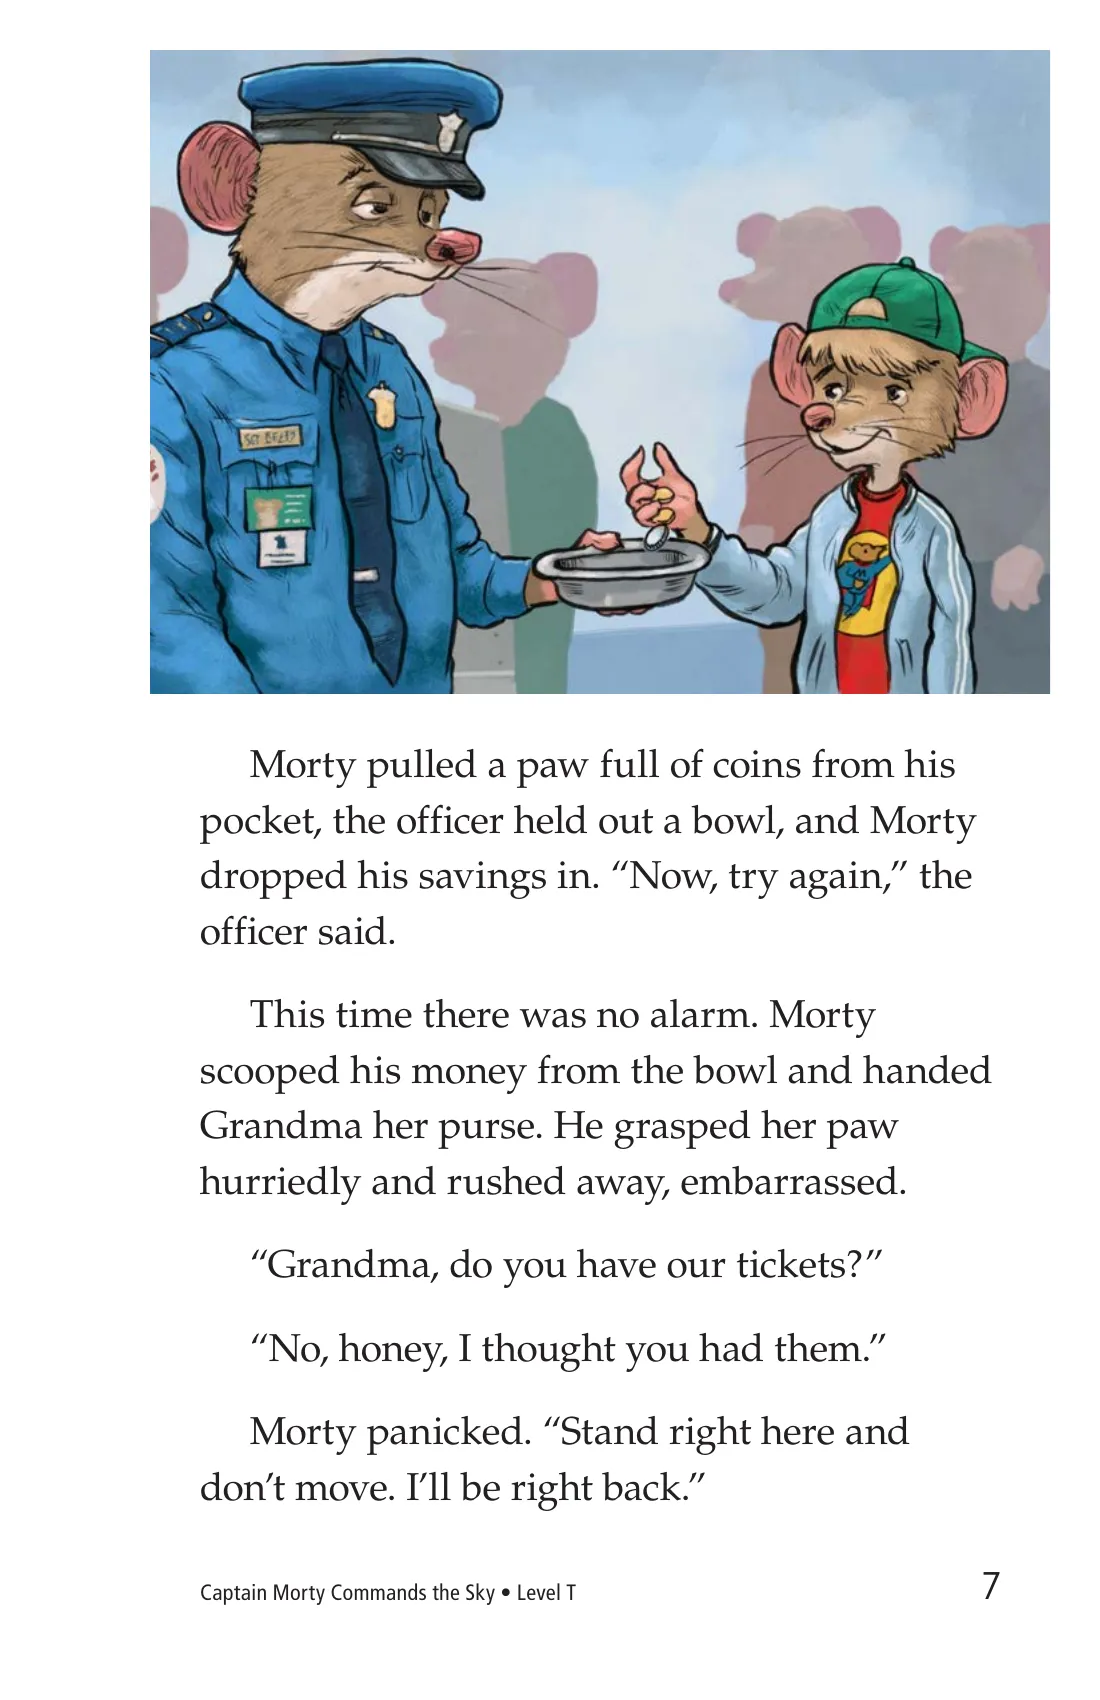 Morty pulled a paw full of coins from his
pocket, the officer held out a bowl, and Morty
dropped his savings in. “Now, try again,” the
officer said.
This time there was no alarm. Morty
scooped his money from the bowl and handed
Grandma her purse. He grasped her paw
hurriedly and rushed away, embarrassed.
“Grandma, do you have our tickets?”
“No, honey, I thought you had them.”
Morty panicked. “Stand right here and
don’t move. I’ll be right back.”
Captain Morty Commands the Sky • Level T
7